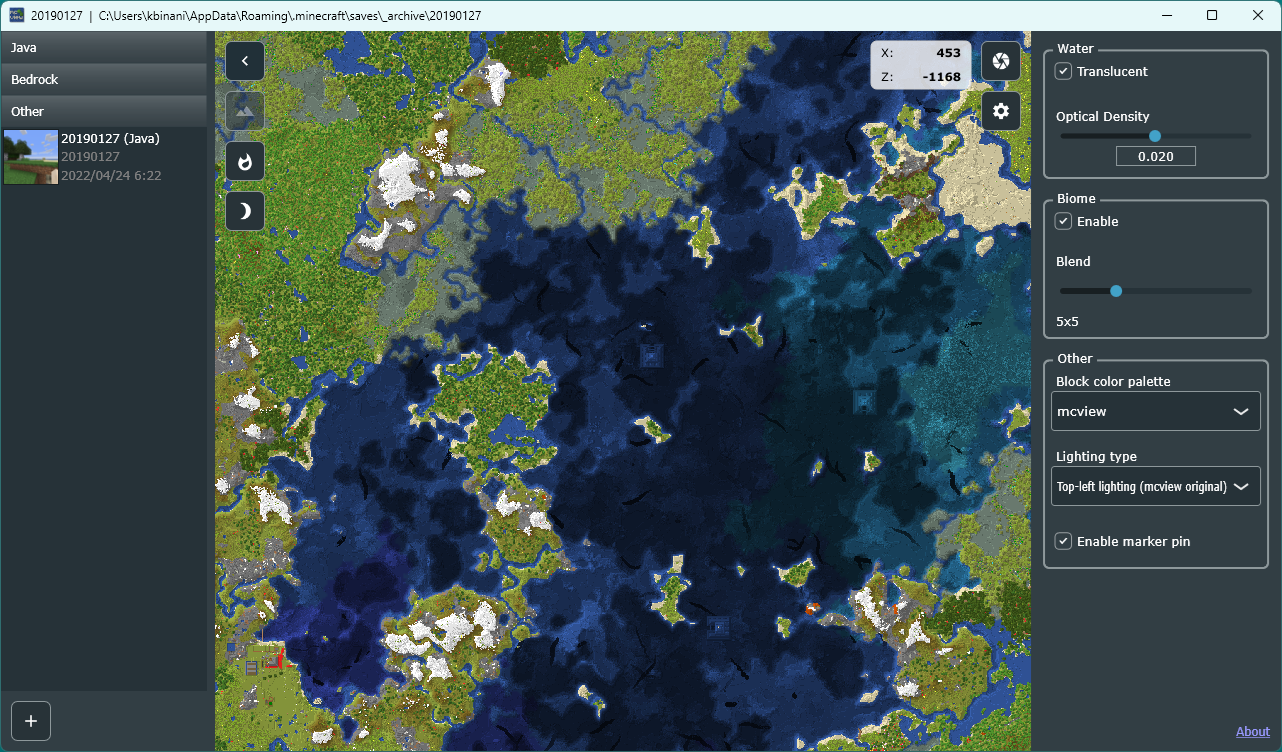 20190127 | C:\Users\kbinani\AppData\Roaming\.minecraft\saves\_archive\20190127
Java
Bedrock
Other
20190127 (Java)
20190127
2022/04/24 6:22
X: 453
Z: -1168
Water
Translucent
Optical Density
0.020
Biome
Enable
Blend
5x5
Other
Block color palette
mcview
Lighting type
Top-left lighting (mcview original)
Enable marker pin
About